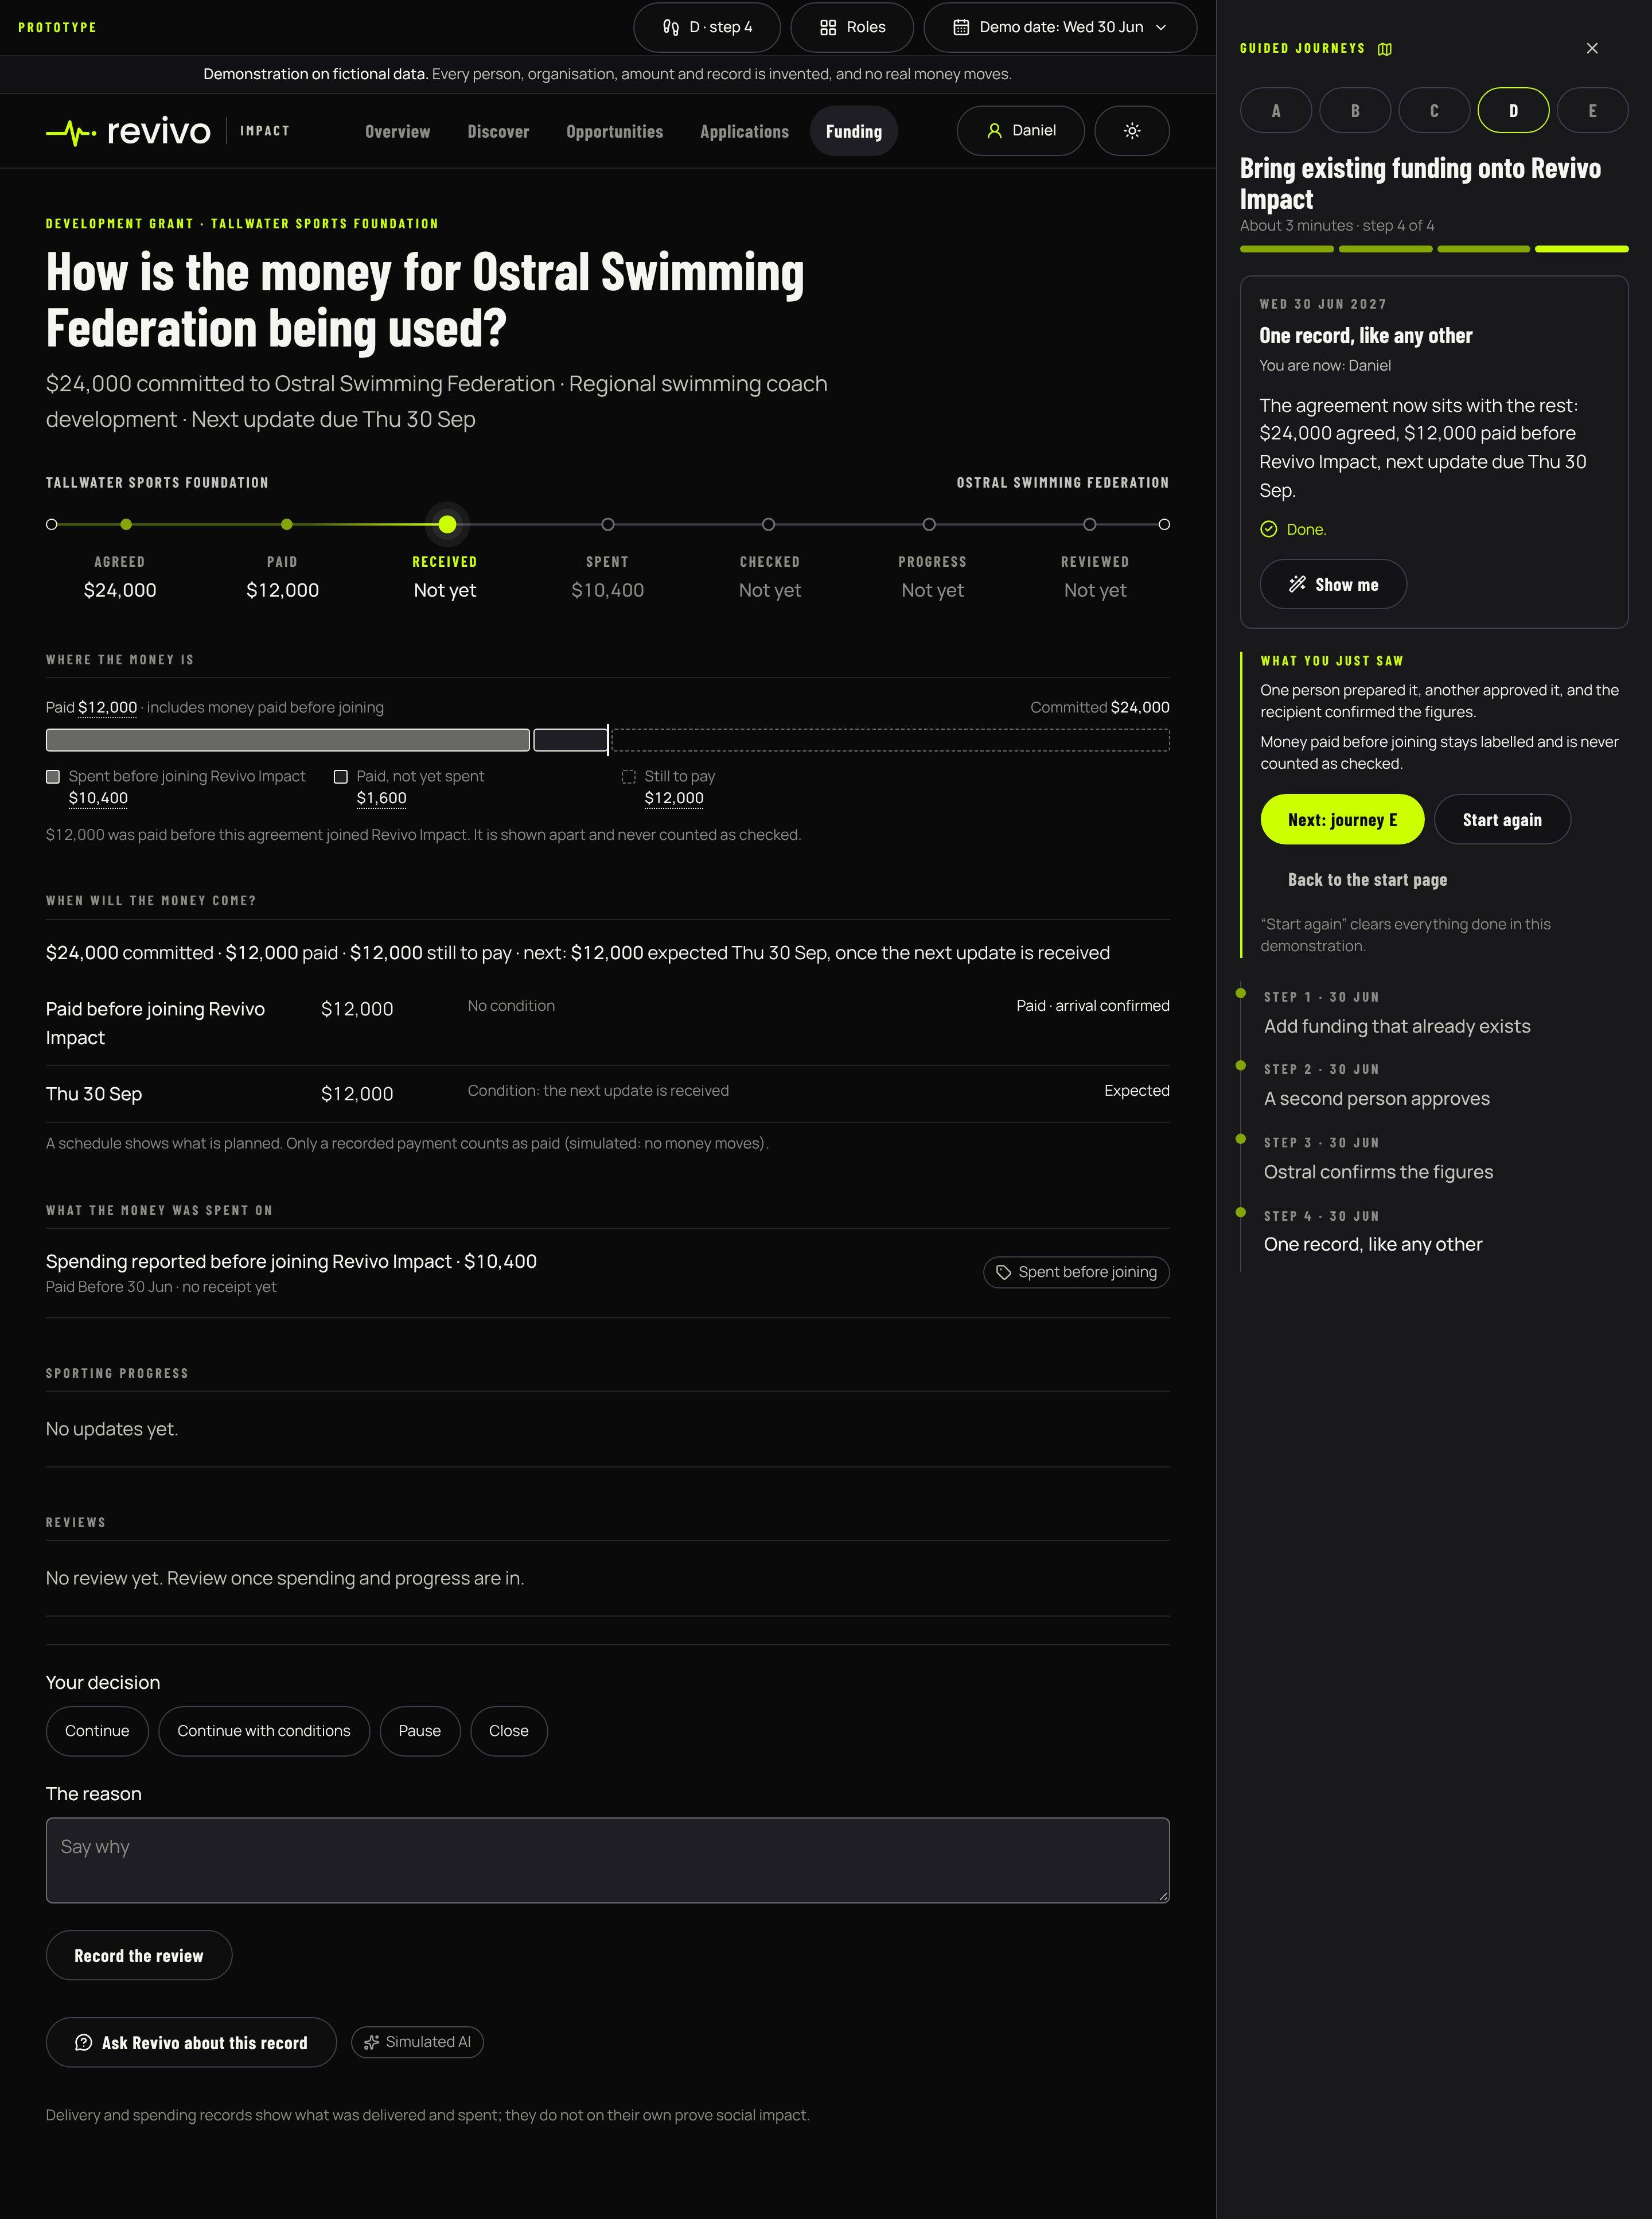 PROTOTYPE
D · step 4
Roles
Demo date: Wed 30 Jun
Demonstration on fictional data. Every person, organisation, amount and record is invented, and no real money moves.
revivo
IMPACT
Overview
Discover
Opportunities
Applications
Funding
Daniel
DEVELOPMENT GRANT · TALLWATER SPORTS FOUNDATION
How is the money for Ostral Swimming
Federation being used?
$24,000 committed to Ostral Swimming Federation · Regional swimming coach
development · Next update due Thu 30 Sep
TALLWATER SPORTS FOUNDATION
OSTRAL SWIMMING FEDERATION
AGREED
PAID
RECEIVED
SPENT
CHECKED
PROGRESS
REVIEWED
$24,000
$12,000
Not yet
$10,400
Not yet
Not yet
Not yet
WHERE THE MONEY IS
Paid $12,000 · includes money paid before joining
Committed $24,000
Spent before joining Revivo Impact
$10,400
Paid, not yet spent
$1,600
Still to pay
$12,000
$12,000 was paid before this agreement joined Revivo Impact. It is shown apart and never counted as checked.
WHEN WILL THE MONEY COME?
$24,000 committed · $12,000 paid · $12,000 still to pay · next: $12,000 expected Thu 30 Sep, once the next update is received
Paid before joining Revivo
Impact
$12,000
No condition
Paid · arrival confirmed
Thu 30 Sep
$12,000
Condition: the next update is received
Expected
A schedule shows what is planned. Only a recorded payment counts as paid (simulated: no money moves).
WHAT THE MONEY WAS SPENT ON
Spending reported before joining Revivo Impact · $10,400
Paid Before 30 Jun · no receipt yet
Spent before joining
SPORTING PROGRESS
No updates yet.
REVIEWS
No review yet. Review once spending and progress are in.
Your decision
Continue
Continue with conditions
Pause
Close
The reason
Say why
Record the review
Ask Revivo about this record
Simulated AI
Delivery and spending records show what was delivered and spent; they do not on their own prove social impact.
GUIDED JOURNEYS
A
B
C
D
E
Bring existing funding onto Revivo
Impact
About 3 minutes · step 4 of 4
WED 30 JUN 2027
One record, like any other
You are now: Daniel
The agreement now sits with the rest:
$24,000 agreed, $12,000 paid before
Revivo Impact, next update due Thu 30
Sep.
Done.
Show me
WHAT YOU JUST SAW
One person prepared it, another approved it, and the
recipient confirmed the figures.
Money paid before joining stays labelled and is never
counted as checked.
Next: journey E
Start again
Back to the start page
“Start again” clears everything done in this
demonstration.
STEP 1 · 30 JUN
Add funding that already exists
STEP 2 · 30 JUN
A second person approves
STEP 3 · 30 JUN
Ostral confirms the figures
STEP 4 · 30 JUN
One record, like any other